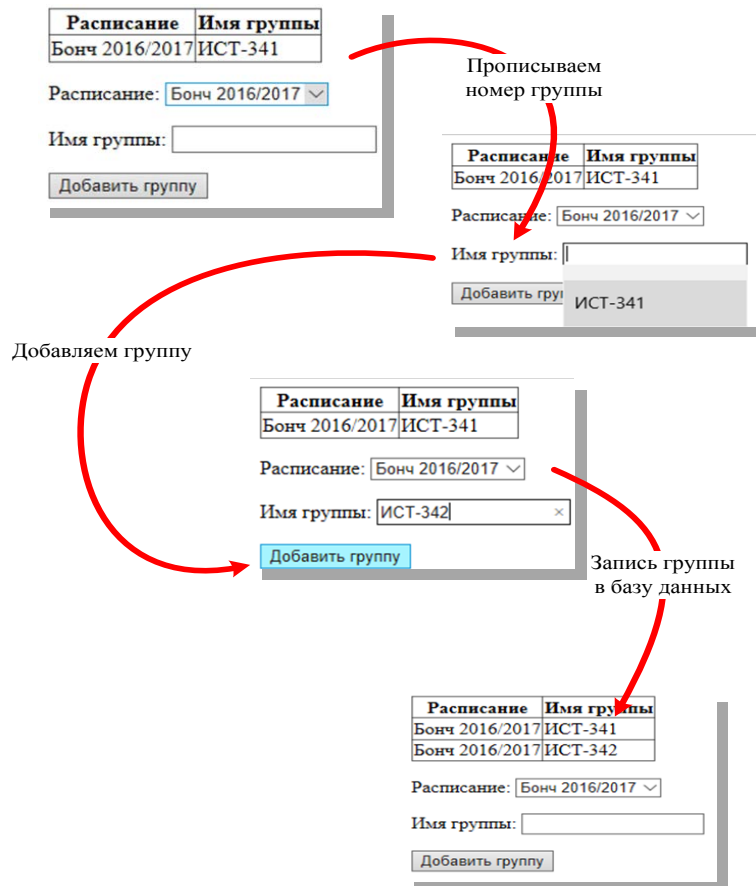 Расписание Имя группы
Бонч 2016/2017 ИСТ-341
Расписание: Бонч 2016/2017
Имя группы:
Добавить группу
Прописываем
номер группы
Расписание Имя группы
Бонч 2016/2017 ИСТ-341
Расписание: Бонч 2016/2017
Имя группы:
Добавить гру
ИСТ-341
Добавляем группу
Расписание Имя группы
Бонч 2016/2017 ИСТ-341
Расписание: Бонч 2016/2017
Имя группы: ИСТ-342 ×
Добавить группу
Запись группы
в базу данных
Расписание Имя группы
Бонч 2016/2017 ИСТ-341
Бонч 2016/2017 ИСТ-342
Расписание: Бонч 2016/2017
Имя группы:
Добавить группу